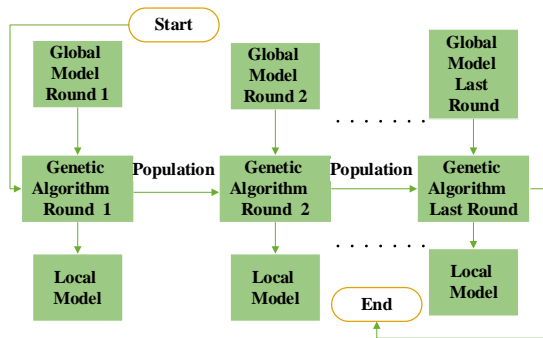 Start
Global
Model
Round 1
Global
Model
Round 2
Global
Model
Last
Round
. . . . . . .
Genetic
Algorithm
Round 1
Population
Genetic
Algorithm
Round 2
Population
Genetic
Algorithm
Last Round
. . . . . . .
Local
Model
Local
Model
Local
Model
End